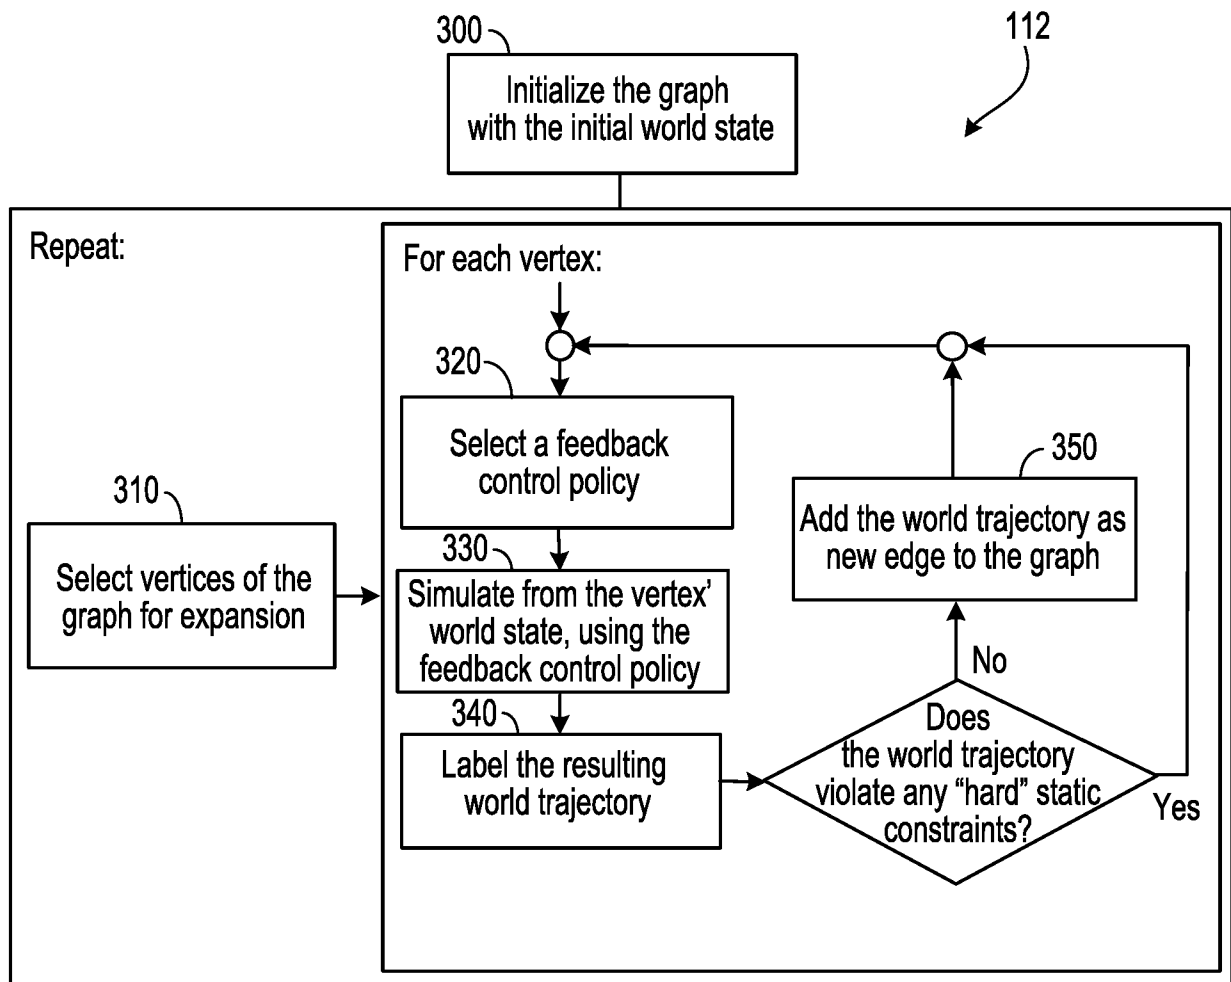 300
112
Initialize the graph
with the initial world state
Repeat:
For each vertex:
320
Select a feedback
control policy
310
Select vertices of the
graph for expansion
330
Simulate from the vertex’
world state, using the
feedback control policy
340
Label the resulting
world trajectory
350
Add the world trajectory as
new edge to the graph
No
Does
the world trajectory
violate any “hard” static
constraints?
Yes